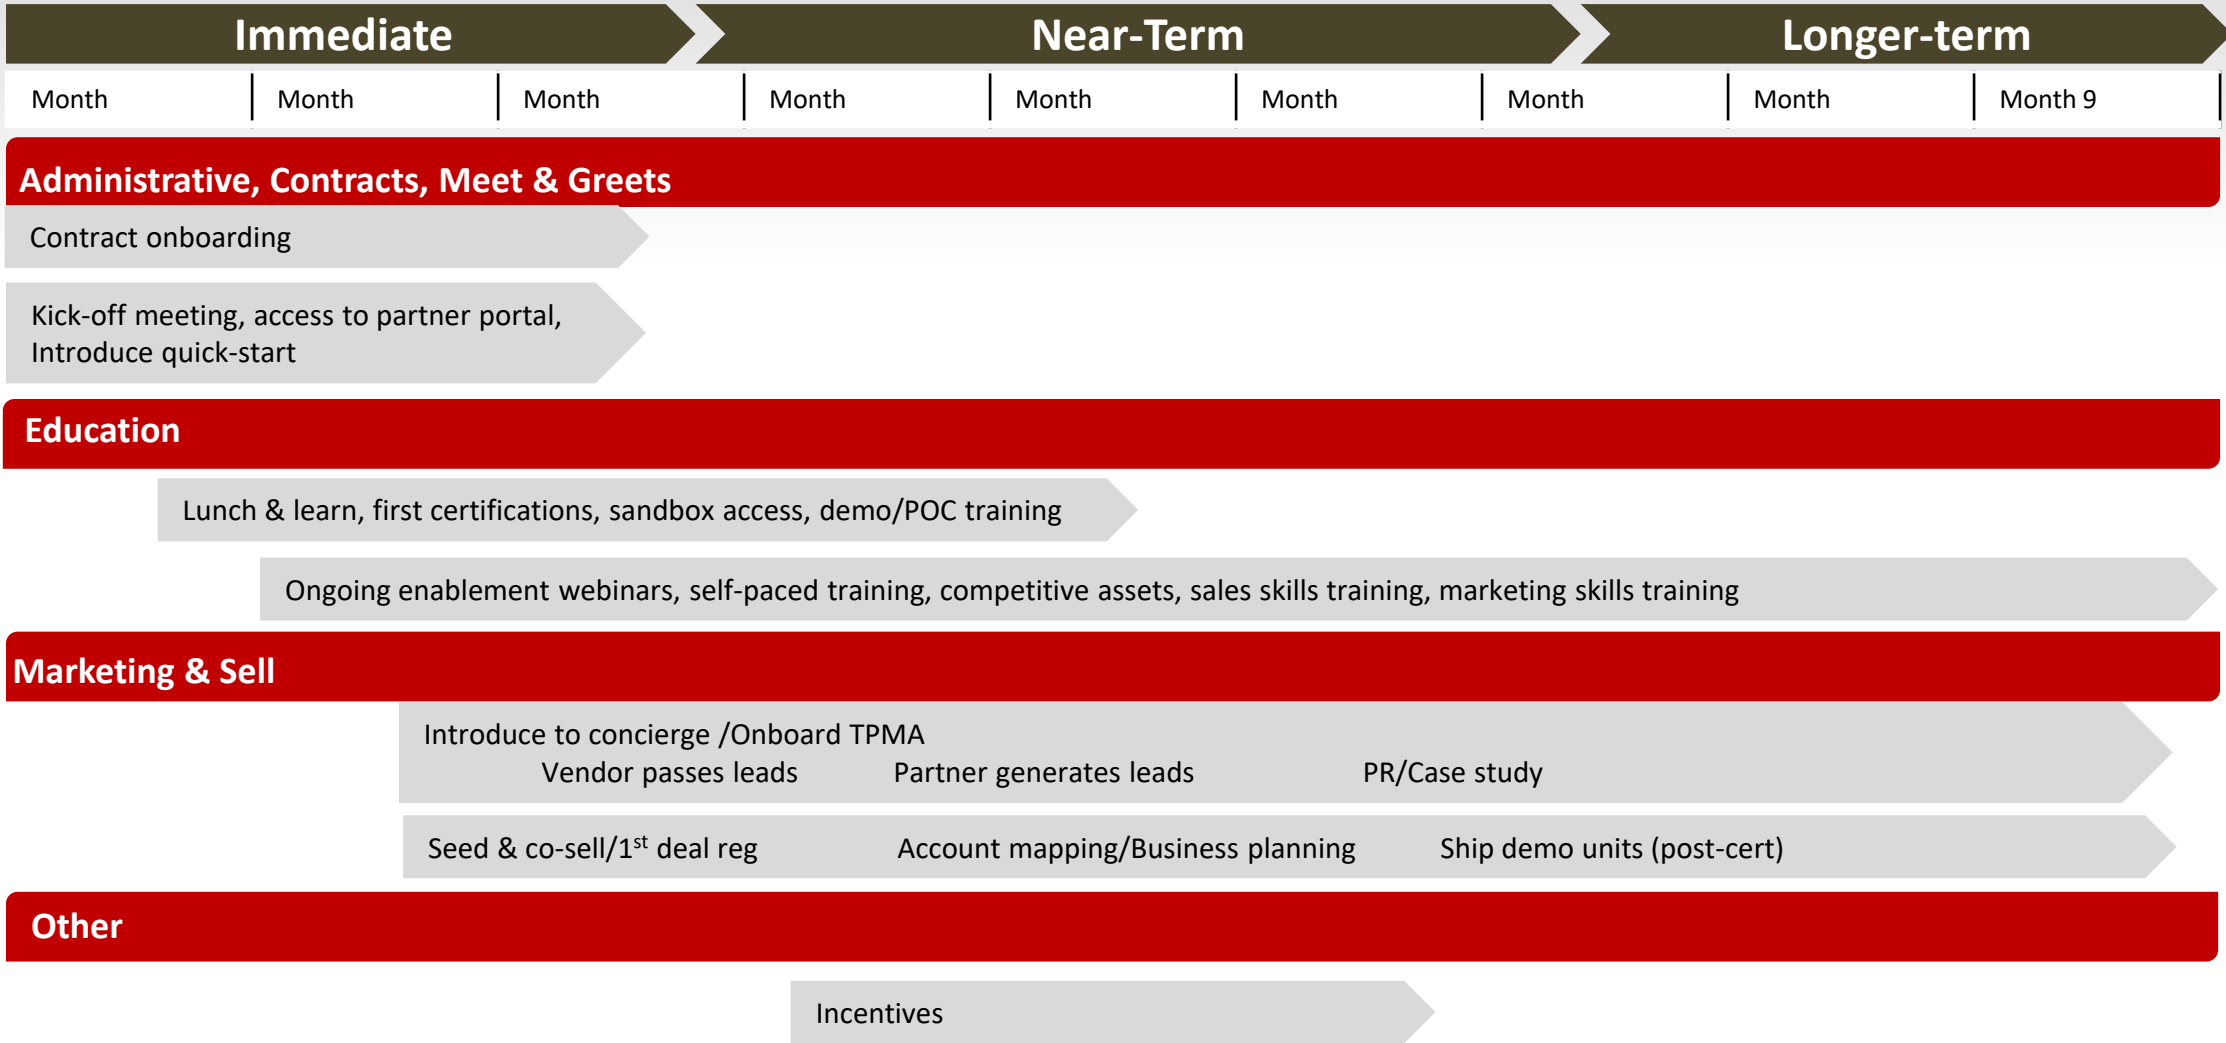 Immediate Near-Term Longer-term
Month Month Month Month Month Month Month Month Month 9
Administrative, Contracts, Meet & Greets
Contract onboarding
Kick-off meeting, access to partner portal,
Introduce quick-start
Education
Lunch & learn, first certifications, sandbox access, demo/POC training
Ongoing enablement webinars, self-paced training, competitive assets, sales skills training, marketing skills training
Marketing & Sell
Introduce to concierge /Onboard TPMA
Vendor passes leads Partner generates leads PR/Case study
Seed & co-sell/1st deal reg Account mapping/Business planning Ship demo units (post-cert)
Other
Incentives